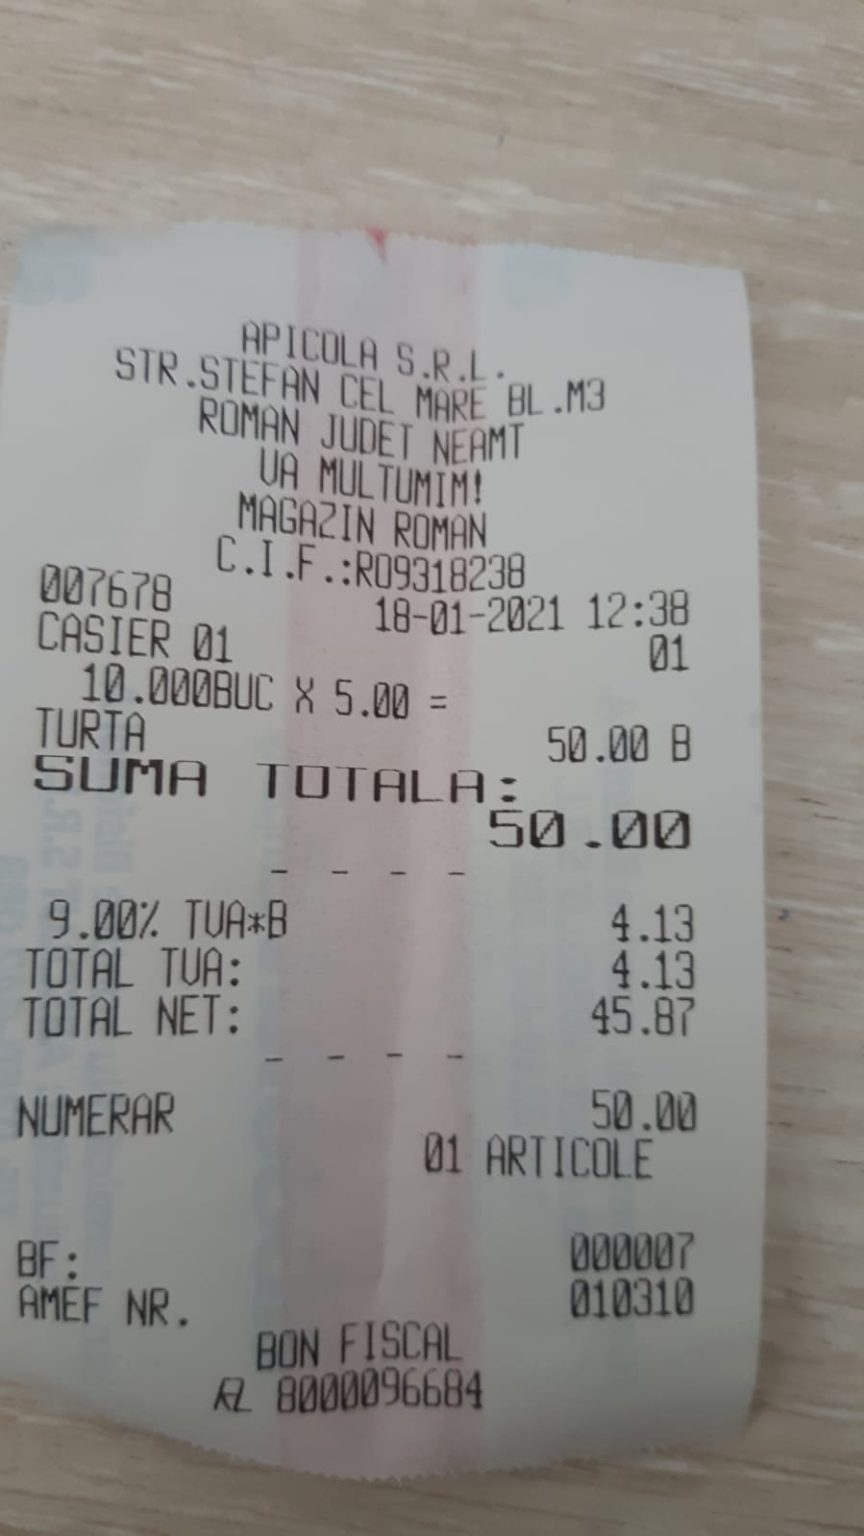 APICOLA S.R.L.
STR.STEFAN CEL MARE BL.M3
ROMAN JUDET NEAMT
VA MULTUMIM!
MAGAZIN ROMAN
C.I.F.:RO9318238
007678 18-01-2021 12:38
CASIER 01 01
10.000BUC X 5.00 =
TURTA 50.00 B
SUMA TOTALA:
50.00
- - - -
9.00% TVA*B 4.13
TOTAL TVA: 4.13
TOTAL NET: 45.87
- - - -
NUMERAR 50.00
01 ARTICOLE
BF: 000007
AMEF NR. 010310
BON FISCAL
8000096684